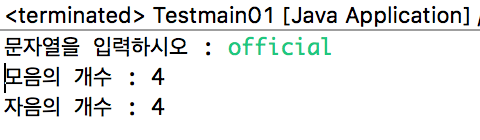 <terminated> Testmain01 [Java Application] /
문자열을 입력하시오 : official
모음의 개수 : 4
자음의 개수 : 4